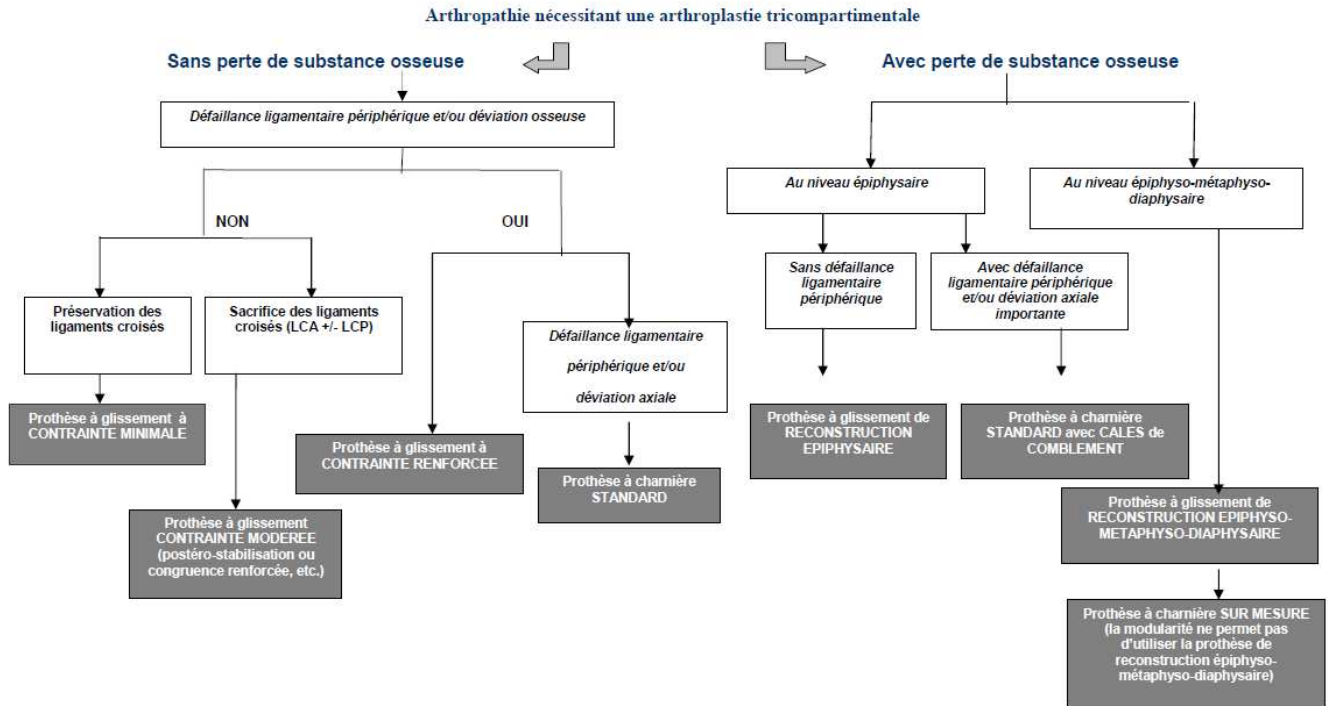 Arthropathie nécessitant une arthroplastie tricompartimentale
Sans perte de substance osseuse
Avec perte de substance osseuse
Défaillance ligamentaire périphérique et/ou déviation osseuse
Au niveau épiphysaire
Au niveau épiphyso-métaphyso-
diaphysaire
NON
OUI
Sans défaillance
ligamentaire
périphérique
Avec défaillance
ligamentaire périphérique
et/ou déviation axiale
importante
Préservation des
ligaments croisés
Sacrifice des ligaments
croisés (LCA +/- LCP)
Défaillance ligamentaire
périphérique et/ou
déviation axiale
Prothèse à glissement à
CONTRAINTE MINIMALE
Prothèse à glissement à
CONTRAINTE RENFORCEE
Prothèse à charnière
STANDARD
Prothèse à glissement de
RECONSTRUCTION
EPIPHYSAIRE
Prothèse à charnière
STANDARD avec CALES de
COMBLEMENT
Prothèse à glissement
CONTRAINTE MODEREE
(postéro-stabilisation ou
congruence renforcée, etc.)
Prothèse à glissement de
RECONSTRUCTION EPIPHYSO-
METAPHYSO-DIAPHYSAIRE
Prothèse à charnière SUR MESURE
(la modularité ne permet pas
d'utiliser la prothèse de
reconstruction épiphyso-
métaphyso-diaphysaire)